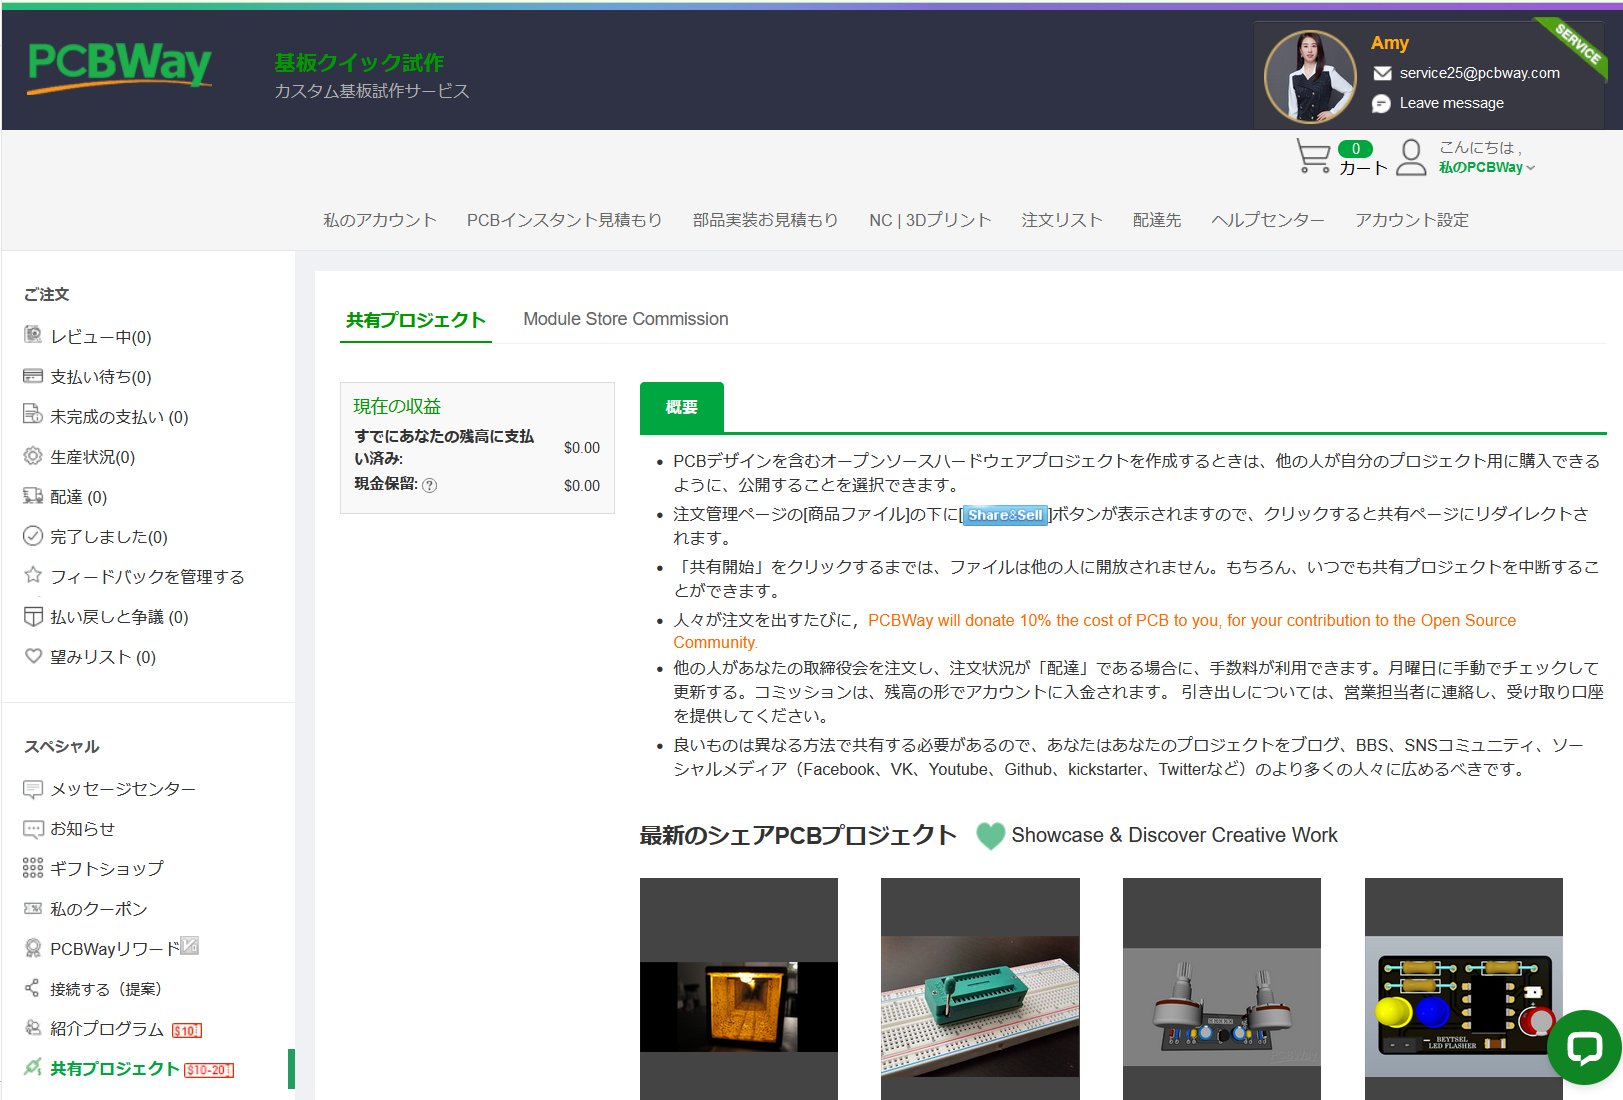 PCBWay
基板クイック試作
カスタム基板試作サービス
SERVICE
Amy
service25@pcbway.com
Leave message
0
カート
こんにちは ,
私のPCBWay
私のアカウント
PCBインスタント見積もり
部品実装お見積もり
NC | 3Dプリント
注文リスト
配達先
ヘルプセンター
アカウント設定
ご注文
レビュー中(0)
支払い待ち(0)
未完成の支払い (0)
生産状況(0)
配達 (0)
完了しました(0)
フィードバックを管理する
払い戻しと争議 (0)
望みリスト (0)
スペシャル
メッセージセンター
お知らせ
ギフトショップ
私のクーポン
PCBWayリワード
接続する（提案）
紹介プログラム $10
共有プロジェクト $10-20
共有プロジェクト
Module Store Commission
現在の収益
すでにあなたの残高に支払
い済み:
$0.00
現金保留: ?
$0.00
概要
PCBデザインを含むオープンソースハードウェアプロジェクトを作成するときは、他の人が自分のプロジェクト用に購入できる
ように、公開することを選択できます。
注文管理ページの[商品ファイル]の下に[Share&Sell]ボタンが表示されますので、クリックすると共有ページにリダイレクトさ
れます。
「共有開始」をクリックするまでは、ファイルは他の人に開放されません。もちろん、いつでも共有プロジェクトを中断するこ
とができます。
人々が注文を出すたびに，PCBWay will donate 10% the cost of PCB to you, for your contribution to the Open Source
Community.
他の人があなたの取締役会を注文し、注文状況が「配達」である場合に、手数料が利用できます。月曜日に手動でチェックして
更新する。コミッションは、残高の形でアカウントに入金されます。 引き出しについては、営業担当者に連絡し、受け取り口座
を提供してください。
良いものは異なる方法で共有する必要があるので、あなたはあなたのプロジェクトをブログ、BBS、SNSコミュニティ、ソー
シャルメディア（Facebook、VK、Youtube、Github、kickstarter、Twitterなど）のより多くの人々に広めるべきです。
最新のシェアPCBプロジェクト
Showcase & Discover Creative Work
BEYTSEL
LED FLASHER